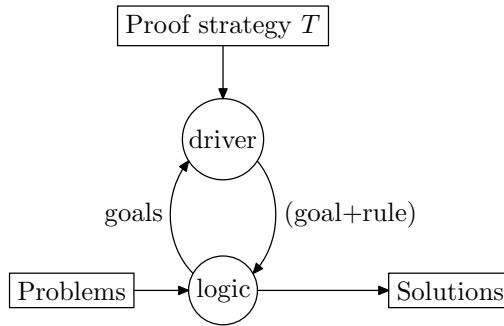 Proof strategy T
driver
goals (goal+rule)
Problems logic Solutions